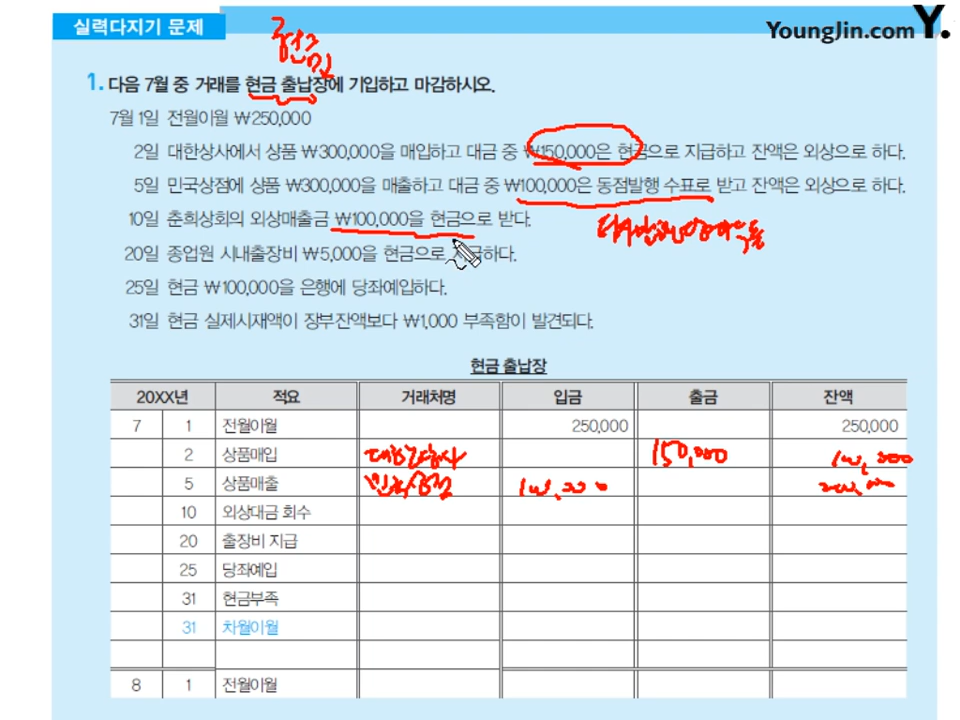 실력다지기 문제
YoungJin.com Y.
현금
1. 다음 7월 중 거래를 현금 출납장에 기입하고 마감하시오.
7월 1일 전월이월 ₩250,000
2일 대한상사에서 상품 ₩300,000을 매입하고 대금 중 ₩150,000은 현금으로 지급하고 잔액은 외상으로 하다.
5일 민국상점에 상품 ₩300,000을 매출하고 대금 중 ₩100,000은 동점발행 수표로 받고 잔액은 외상으로 하다.
10일 춘희상회의 외상매출금 ₩100,000을 현금으로 받다.
20일 종업원 시내출장비 ₩5,000을 현금으로 지급하다.
25일 현금 ₩100,000을 은행에 당좌예입하다.
31일 현금 실제시재액이 장부잔액보다 ₩1,000 부족함이 발견되다.
현금 출납장
20XX년 적요 거래처명 입금 출금 잔액
7 1 전월이월 250,000 250,000
2 상품매입 대한상사 150,000 100,000
5 상품매출 민국상점 100,000 200,000
10 외상대금 회수
20 출장비 지급
25 당좌예입
31 현금부족
31 차월이월
8 1 전월이월